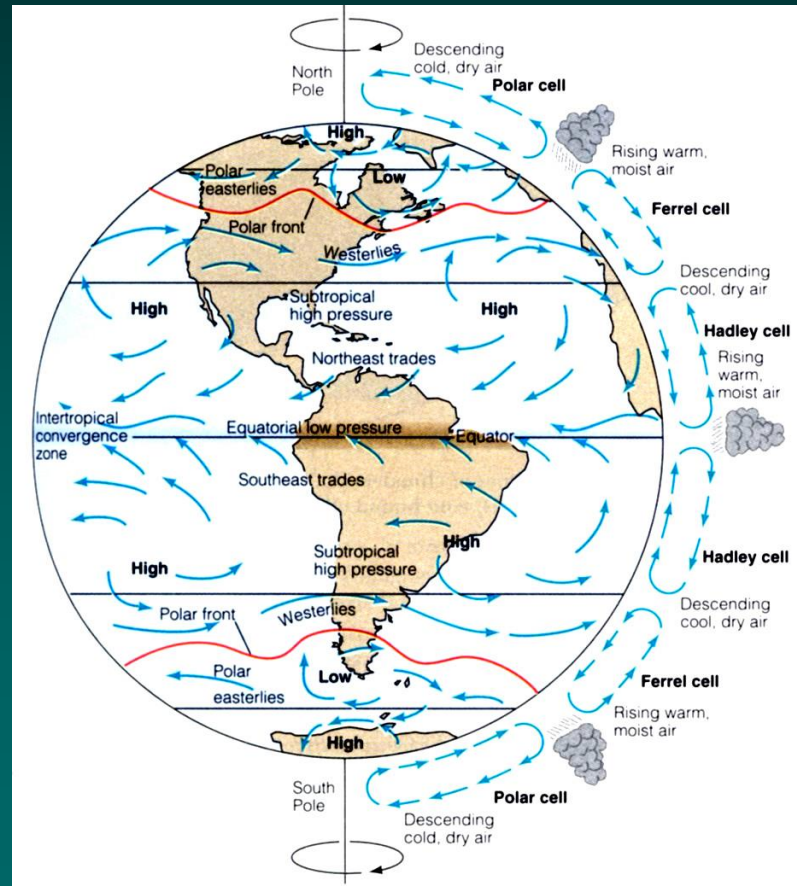 North
Pole
Descending
cold, dry air
Polar cell
Rising warm,
moist air
Ferrel cell
Descending
cool, dry air
Hadley cell
Rising
warm,
moist air
High
Polar
easterlies
Low
Polar front
Westerlies
High
Subtropical
high pressure
High
Northeast trades
Intertropical
convergence
zone
Equatorial low pressure
Equator
Southeast trades
High
Subtropical
high pressure
High
Polar front
Westerlies
Polar
easterlies
Low
High
Hadley cell
Descending
cool, dry air
Ferrel cell
Rising warm,
moist air
Polar cell
South
Pole
Descending
cold, dry air